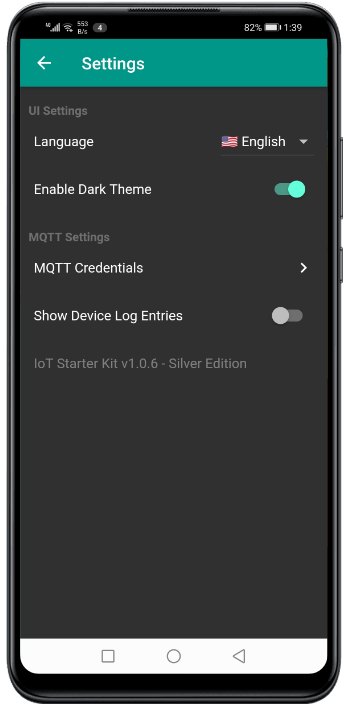 553
B/s
4
82%
1:39
Settings
UI Settings
Language
English
Enable Dark Theme
MQTT Settings
MQTT Credentials
Show Device Log Entries
IoT Starter Kit v1.0.6 - Silver Edition